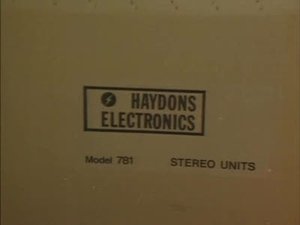 HAYDONS
ELECTRONICS
Model 781 STEREO UNITS